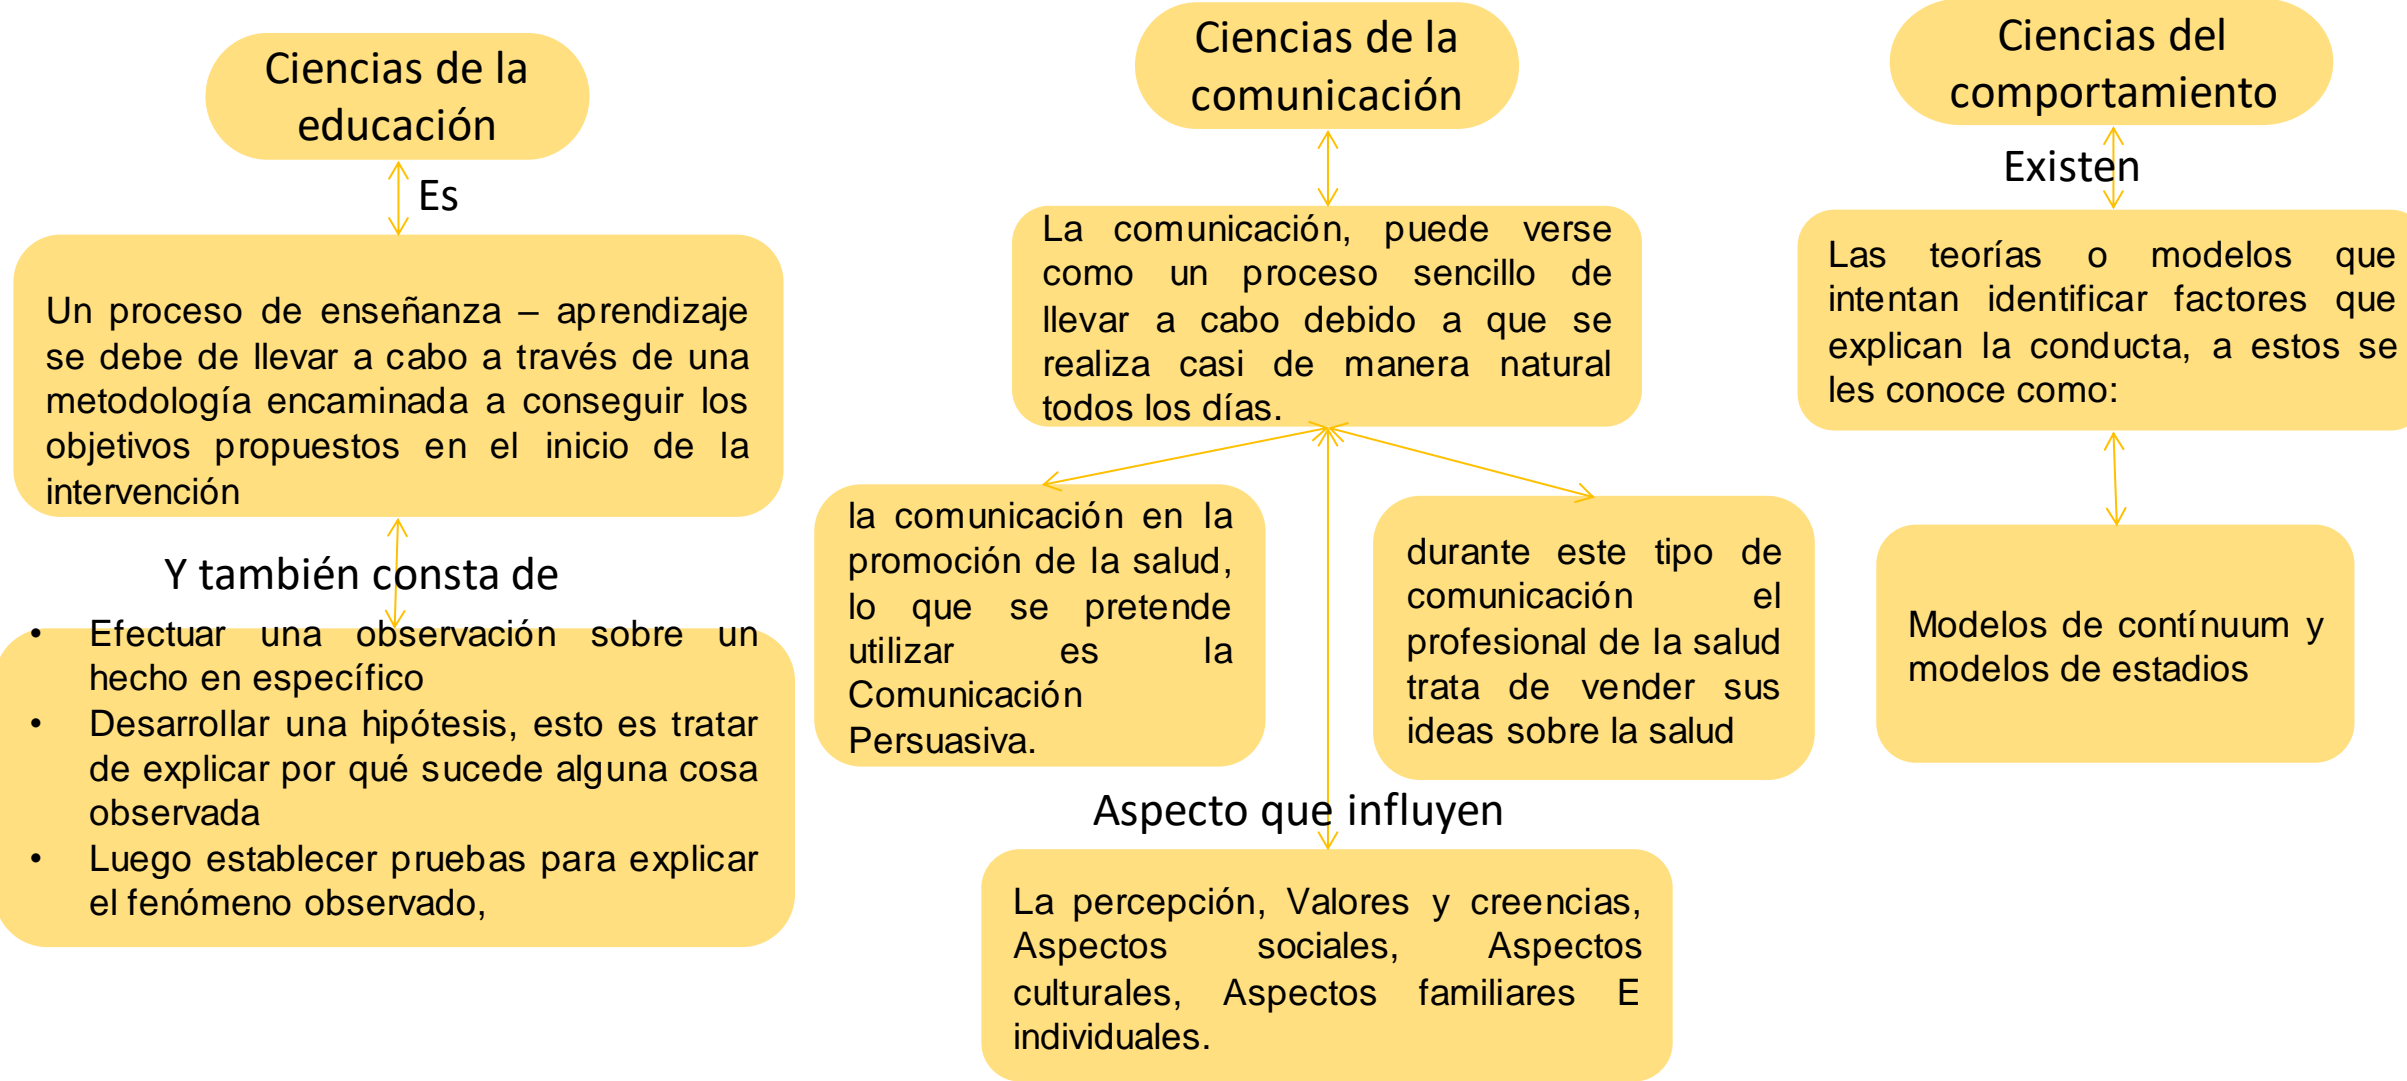 Ciencias de la
educación
Es
Un proceso de enseñanza – aprendizaje
se debe de llevar a cabo a través de una
metodología encaminada a conseguir los
objetivos propuestos en el inicio de la
intervención
Y también consta de
• Efectuar una observación sobre un
hecho en específico
• Desarrollar una hipótesis, esto es tratar
de explicar por qué sucede alguna cosa
observada
• Luego establecer pruebas para explicar
el fenómeno observado,
Ciencias de la
comunicación
La comunicación, puede verse
como un proceso sencillo de
llevar a cabo debido a que se
realiza casi de manera natural
todos los días.
la comunicación en la
promoción de la salud,
lo que se pretende
utilizar es la
Comunicación
Persuasiva.
durante este tipo de
comunicación el
profesional de la salud
trata de vender sus
ideas sobre la salud
Aspecto que influyen
La percepción, Valores y creencias,
Aspectos sociales, Aspectos
culturales, Aspectos familiares E
individuales.
Ciencias del
comportamiento
Existen
Las teorías o modelos que
intentan identificar factores que
explican la conducta, a estos se
les conoce como:
Modelos de contínuum y
modelos de estadios